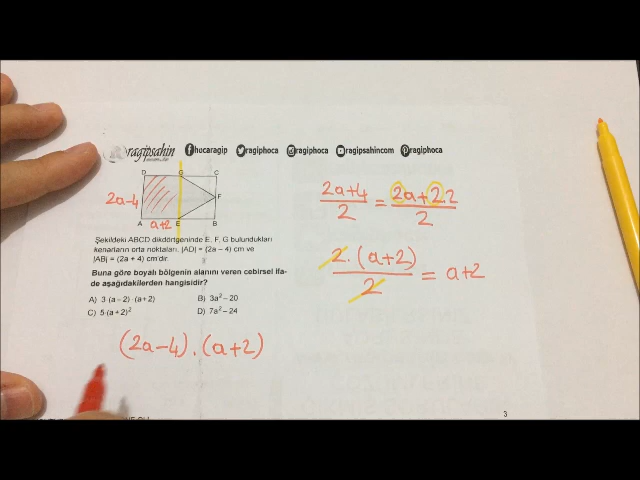 ragipsahin
hocaragip ragiphoca ragiphoca ragipsahincom ragiphoca
D G C
2a-4
F
a+2
A E B
2a+4/2 = 2a+2.2/2
2.(a+2)/2 = a+2
Şekildeki ABCD dikdörtgeninde E, F, G bulundukları
kenarların orta noktaları. |AD| = (2a – 4) cm ve
|AB| = (2a + 4) cm dir.
Buna göre boyalı bölgenin alanını veren cebirsel ifa-
de aşağıdakilerden hangisidir?
A) 3·(a – 2)·(a+2) B) 3a² – 20
C) 5·(a + 2)² D) 7a² – 24
(2a-4).(a+2)
3